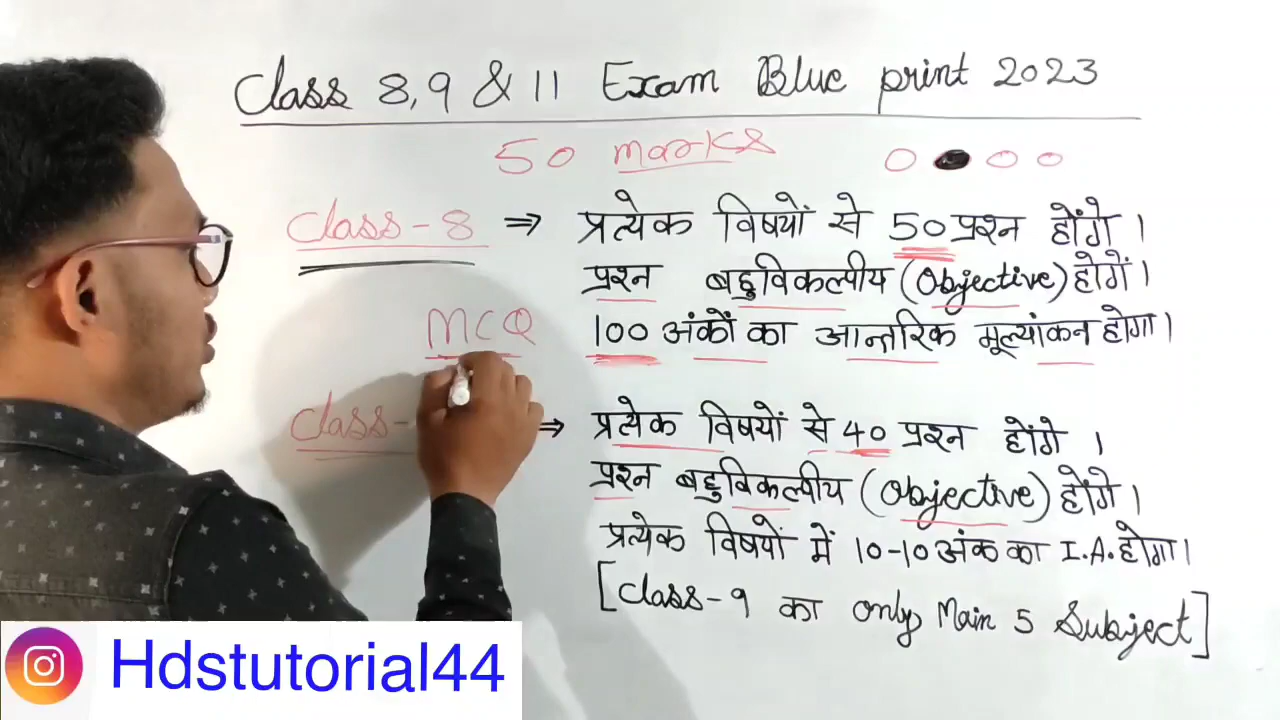 Class 8,9 & 11 Exam Blue print 2023
50 marks
Class-8 ⇒ प्रत्येक विषयों से 50 प्रश्न होंगे।
प्रश्न बहुविकल्पीय (Objective) होगें।
MCQ
100 अंकों का आन्तरिक मूल्यांकन होगा।
Class- ⇒ प्रत्येक विषयों से 40 प्रश्न होंगे।
प्रश्न बहुविकल्पीय (Objective) होंगे।
प्रत्येक विषयों में 10-10 अंक का I.A. होगा।
[Class-9 का only Main 5 Subject]
Hdstutorial44